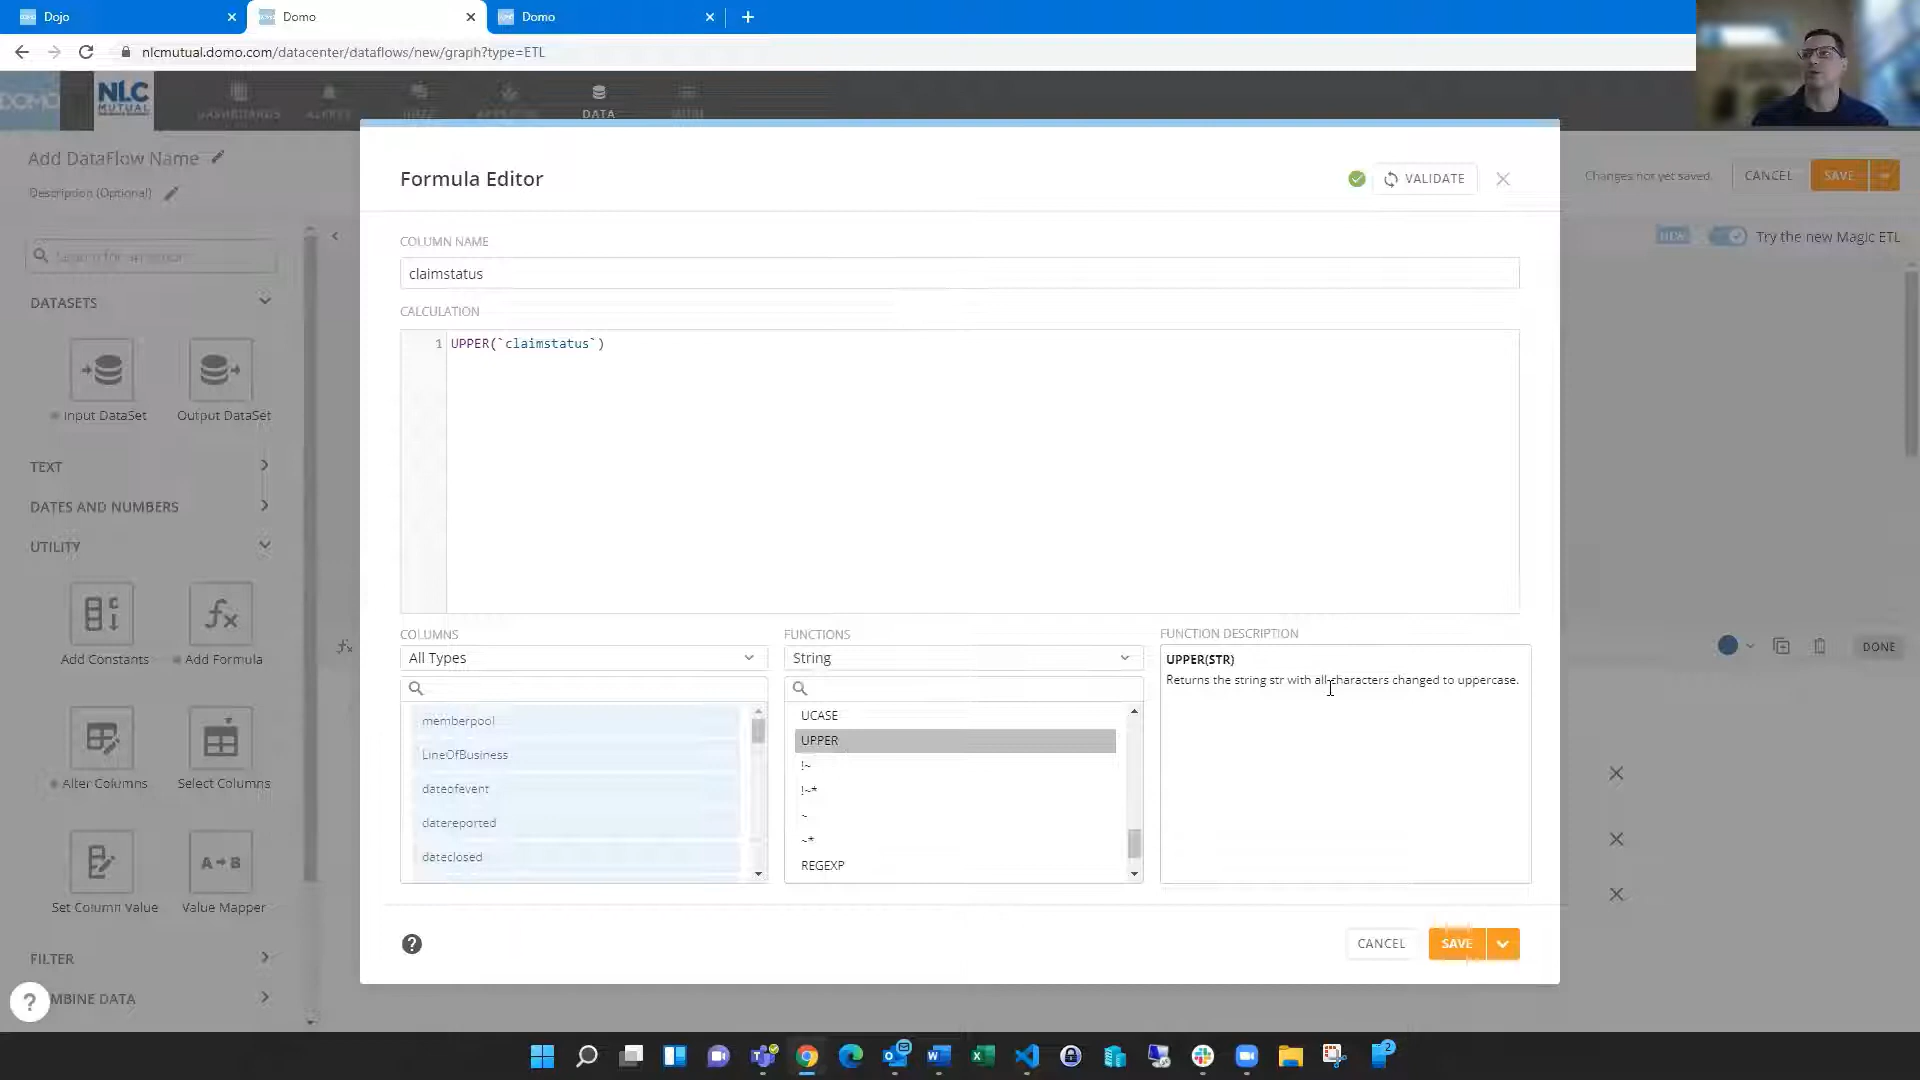 Dojo
Domo
Domo
nlcmutual.domo.com/datacenter/dataflows/new/graph?type=ETL
DOMO
NLC
MUTUAL
DASHBOARDS
ALERTS
DATA
Add DataFlow Name
Description (Optional)
Changes not yet saved.
CANCEL
SAVE
NEW
Try the new Magic ETL
DATASETS
Input DataSet
Output DataSet
TEXT
DATES AND NUMBERS
UTILITY
Add Constants
Add Formula
Alter Columns
Select Columns
A B
Set Column Value
Value Mapper
FILTER
MBINE DATA
?
DONE
Formula Editor
VALIDATE
COLUMN NAME
claimstatus
CALCULATION
1 UPPER(`claimstatus`)
COLUMNS
All Types
memberpool
LineOfBusiness
dateofevent
datereported
dateclosed
FUNCTIONS
String
UCASE
UPPER
!~
!~*
~
~*
REGEXP
FUNCTION DESCRIPTION
UPPER(STR)
Returns the string str with all characters changed to uppercase.
?
CANCEL
SAVE
2